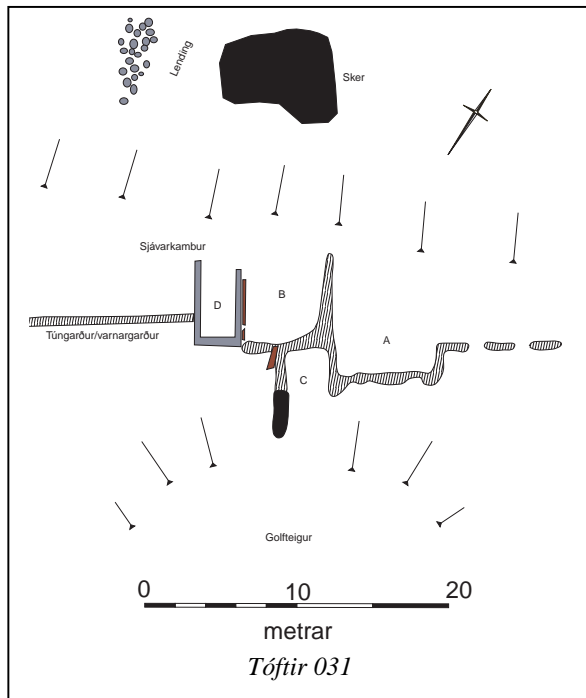 Lending
Sker
Sjávarkambur
D
B
A
Túngarður/varnargarður
C
Golfteigur
0 10 20
metrar
Tóftir 031